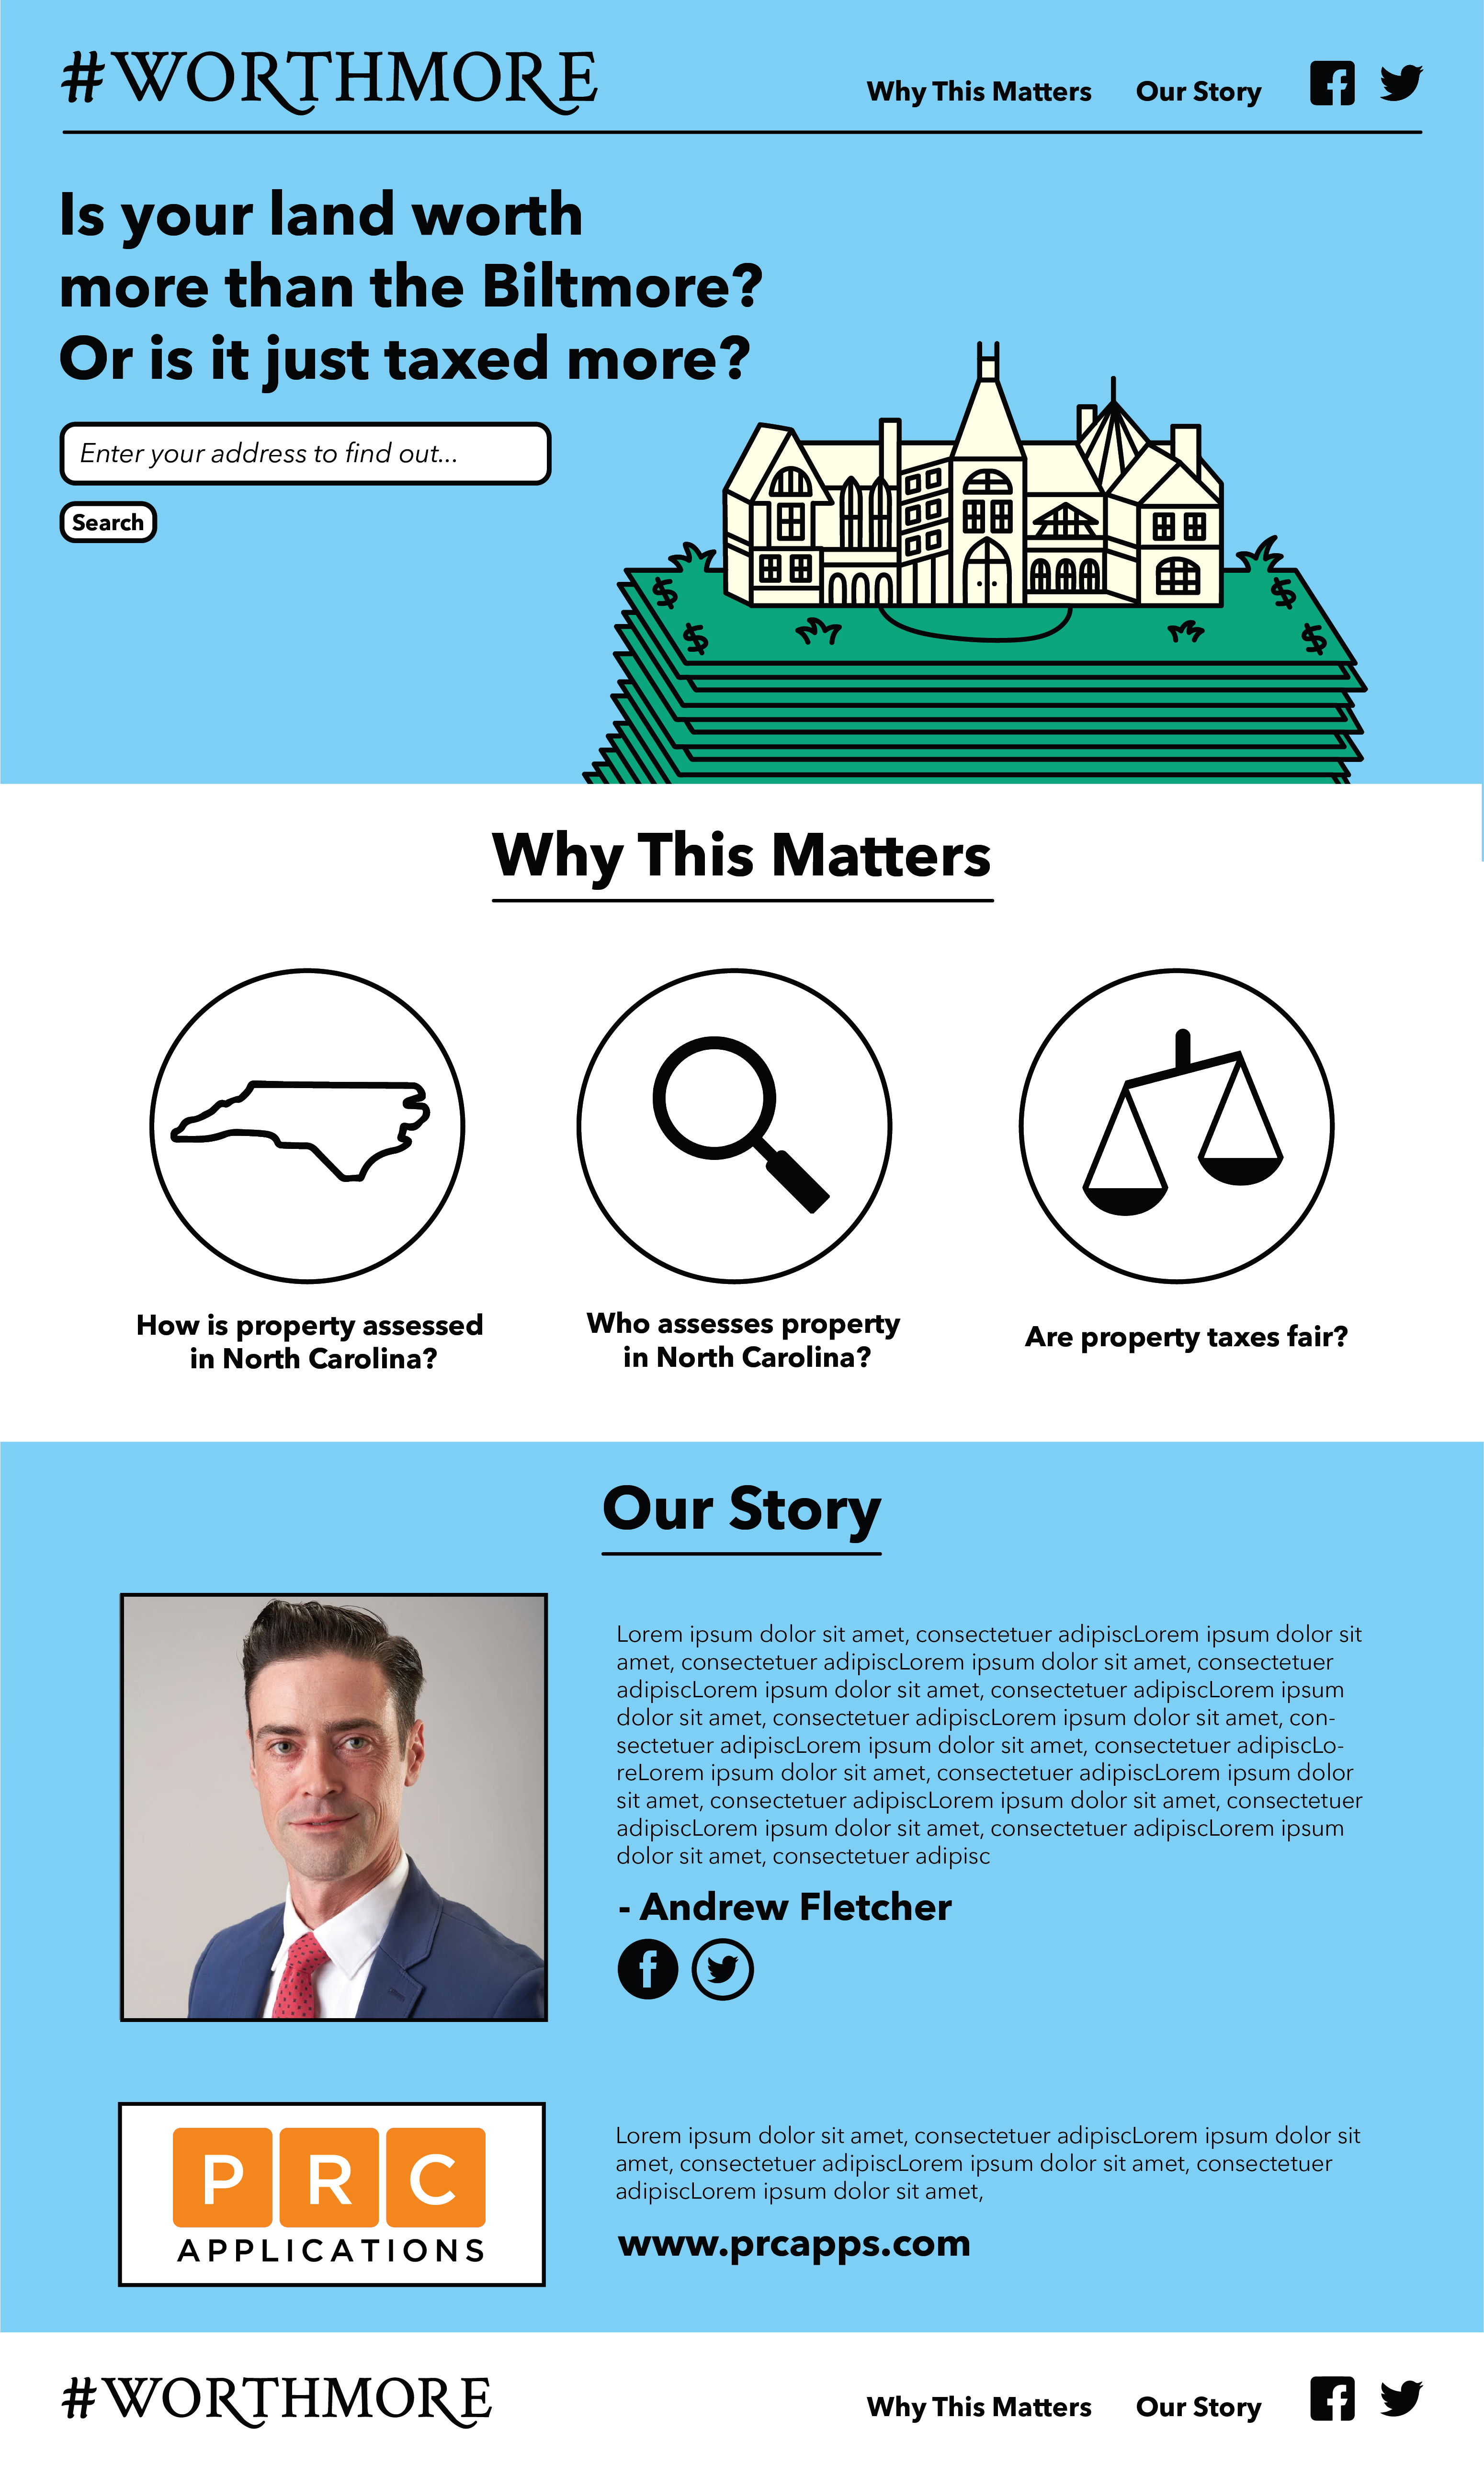 #WORTHMORE
Why This Matters
Our Story
Is your land worth
more than the Biltmore?
Or is it just taxed more?
Enter your address to find out...
Search
$
$
$
$
Why This Matters
How is property assessed
in North Carolina?
Who assesses property
in North Carolina?
Are property taxes fair?
Our Story
Lorem ipsum dolor sit amet, consectetuer adipiscLorem ipsum dolor sit
amet, consectetuer adipiscLorem ipsum dolor sit amet, consectetuer
adipiscLorem ipsum dolor sit amet, consectetuer adipiscLorem ipsum
dolor sit amet, consectetuer adipiscLorem ipsum dolor sit amet, con-
sectetuer adipiscLorem ipsum dolor sit amet, consectetuer adipiscLo-
reLorem ipsum dolor sit amet, consectetuer adipiscLorem ipsum dolor
sit amet, consectetuer adipiscLorem ipsum dolor sit amet, consectetuer
adipiscLorem ipsum dolor sit amet, consectetuer adipiscLorem ipsum
dolor sit amet, consectetuer adipisc
- Andrew Fletcher
PRC
APPLICATIONS
Lorem ipsum dolor sit amet, consectetuer adipiscLorem ipsum dolor sit
amet, consectetuer adipiscLorem ipsum dolor sit amet, consectetuer
adipiscLorem ipsum dolor sit amet,
www.prcapps.com
#WORTHMORE
Why This Matters
Our Story